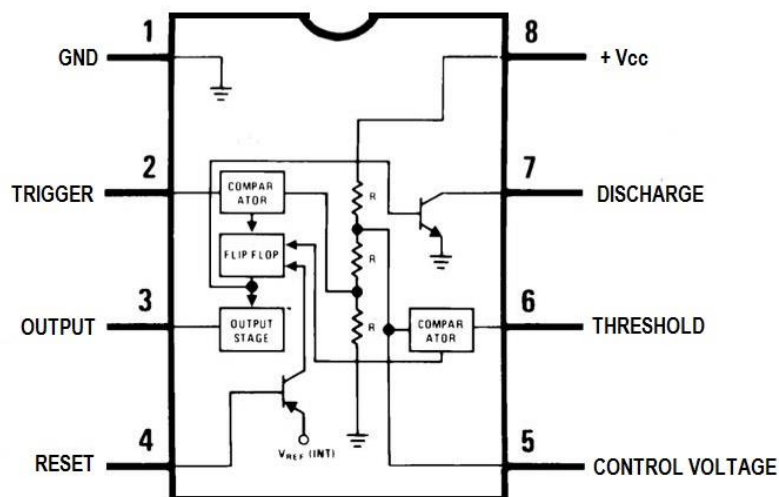 1
GND
8
+ Vcc
2
TRIGGER
COMPAR
ATOR
R
7
DISCHARGE
FLIP FLOP
R
3
OUTPUT
OUTPUT
STAGE
R
COMPAR
ATOR
6
THRESHOLD
4
RESET
VREF (INT)
5
CONTROL VOLTAGE